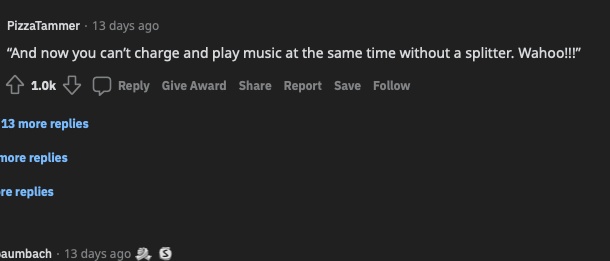 PizzaTammer · 13 days ago
“And now you can’t charge and play music at the same time without a splitter. Wahoo!!!”
1.0k Reply Give Award Share Report Save Follow
13 more replies
more replies
re replies
aumbach · 13 days ago